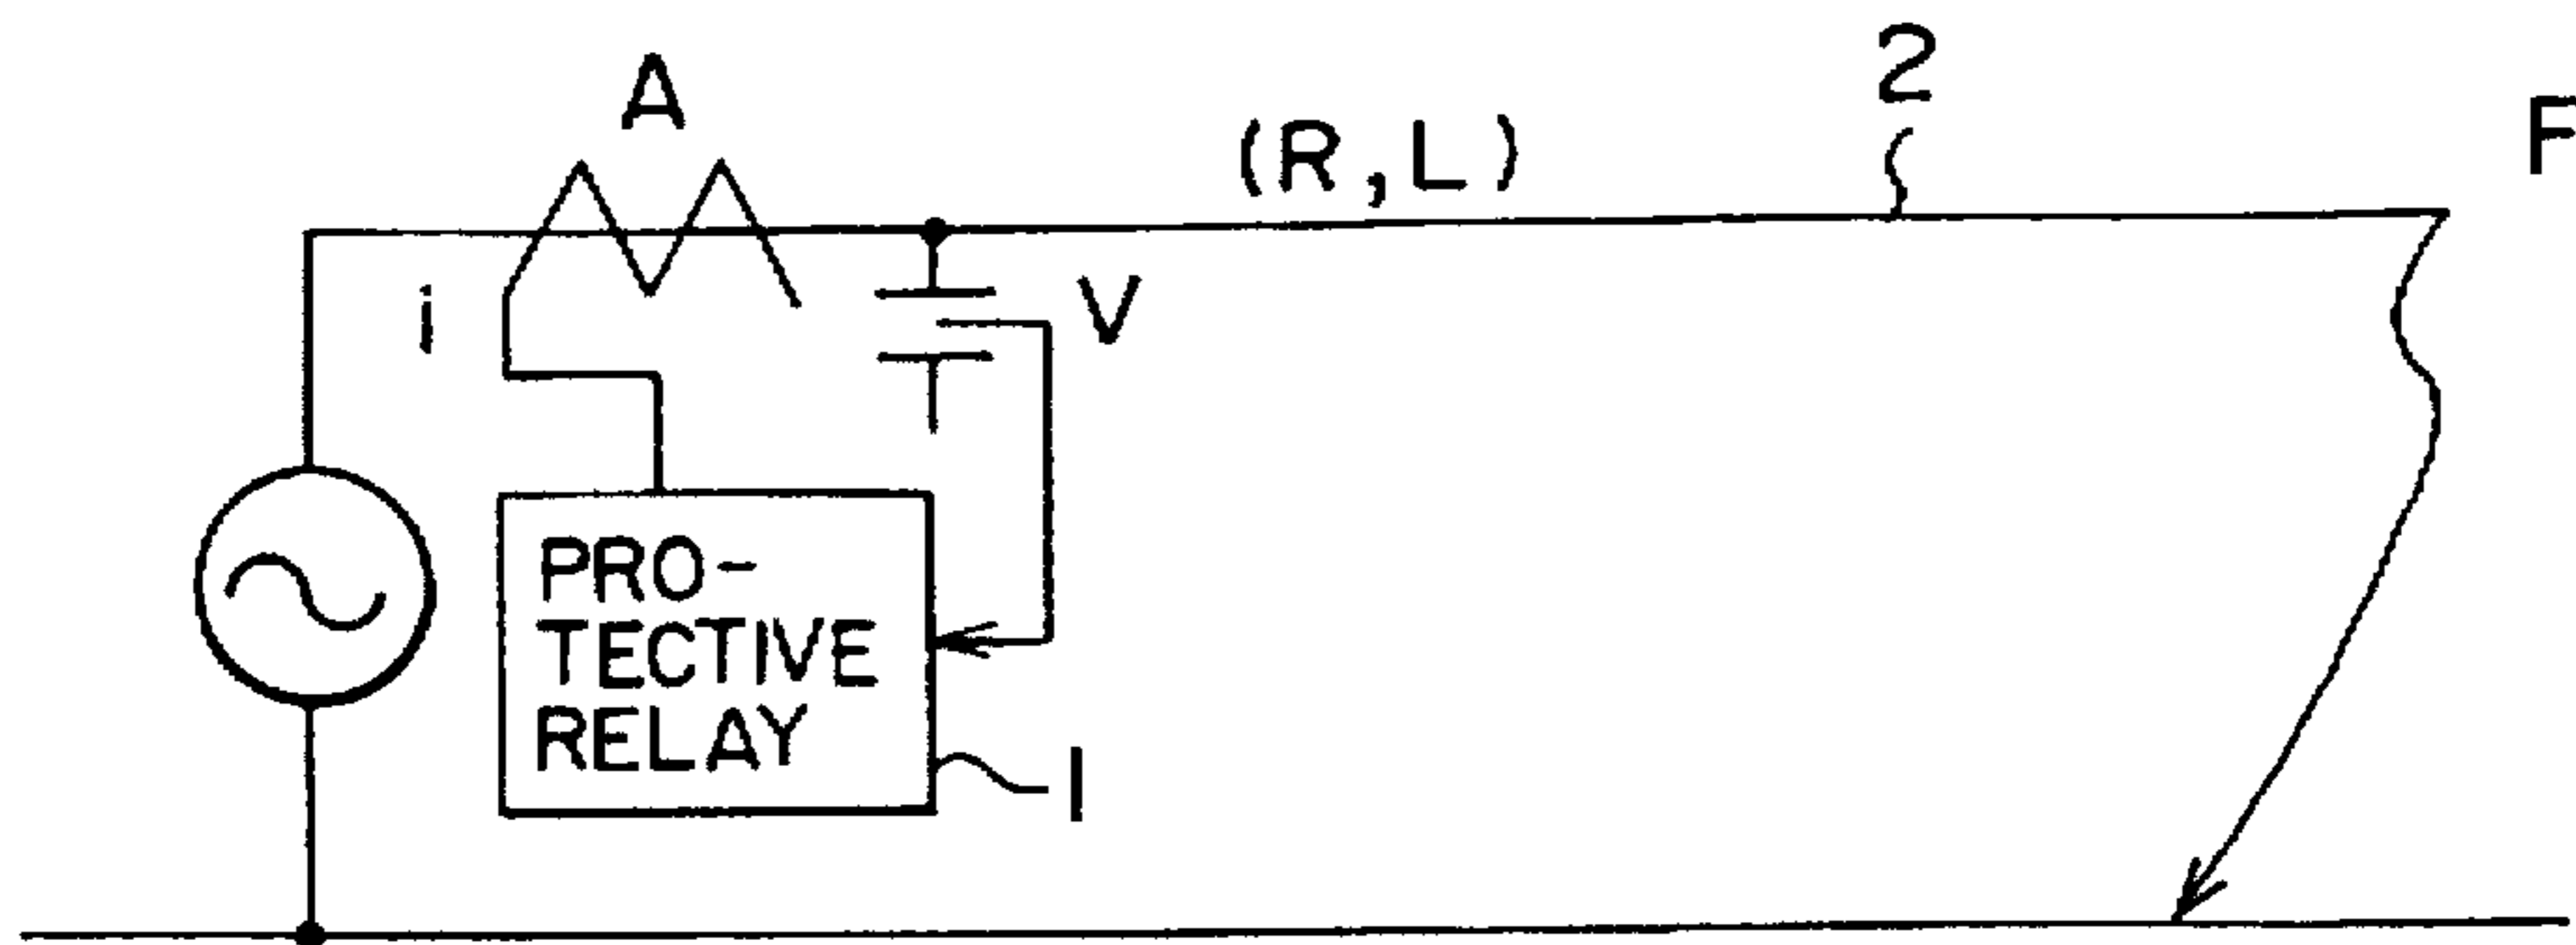 A
2
(R,L)
F
i
V
PRO-
TECTIVE
RELAY
1